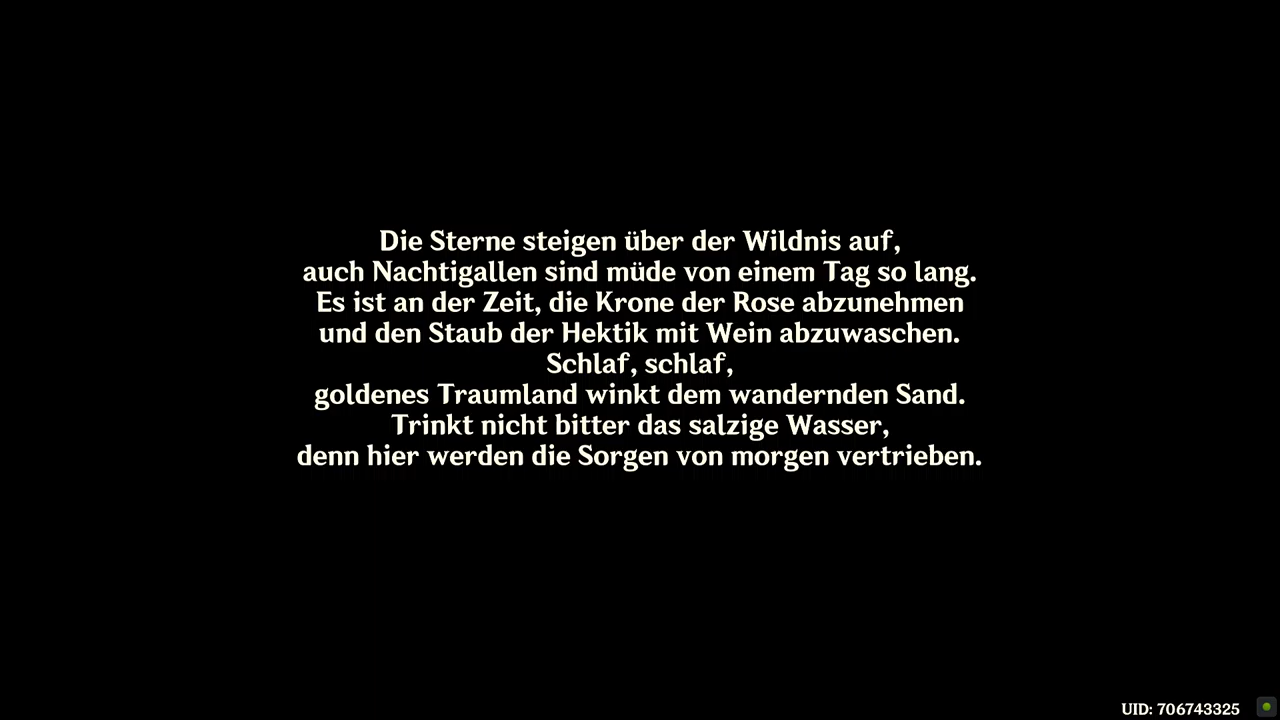 Die Sterne steigen über der Wildnis auf,
auch Nachtigallen sind müde von einem Tag so lang.
Es ist an der Zeit, die Krone der Rose abzunehmen
und den Staub der Hektik mit Wein abzuwaschen.
Schlaf, schlaf,
goldenes Traumland winkt dem wandernden Sand.
Trinkt nicht bitter das salzige Wasser,
denn hier werden die Sorgen von morgen vertrieben.
UID: 706743325